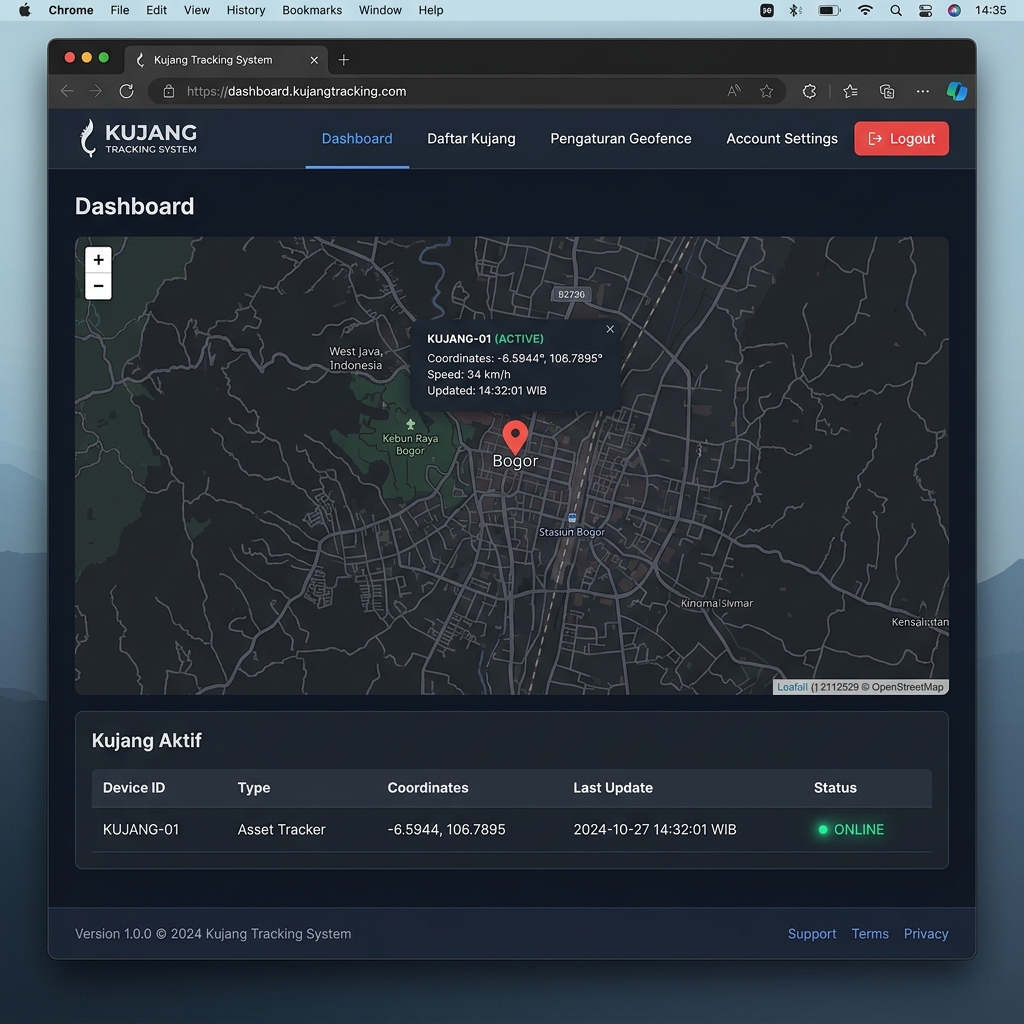 Chrome File Edit View History Bookmarks Window Help 14:35
Kujang Tracking System
https://dashboard.kujangtracking.com
KUJANG
TRACKING SYSTEM
Dashboard Daftar Kujang Pengaturan Geofence Account Settings Logout
Dashboard
+
−
B2736
KUJANG-01 (ACTIVE)
Coordinates: -6.5944°, 106.7895°
Speed: 34 km/h
Updated: 14:32:01 WIB
West Java,
Indonesia
Kebun Raya
Bogor
Bogor
Stasiun Bogor
Kensalistan
Loafall (] 2112529 © OpenStreetMap
Kujang Aktif
Device ID Type Coordinates Last Update Status
KUJANG-01 Asset Tracker -6.5944, 106.7895 2024-10-27 14:32:01 WIB ONLINE
Version 1.0.0 © 2024 Kujang Tracking System
Support Terms Privacy